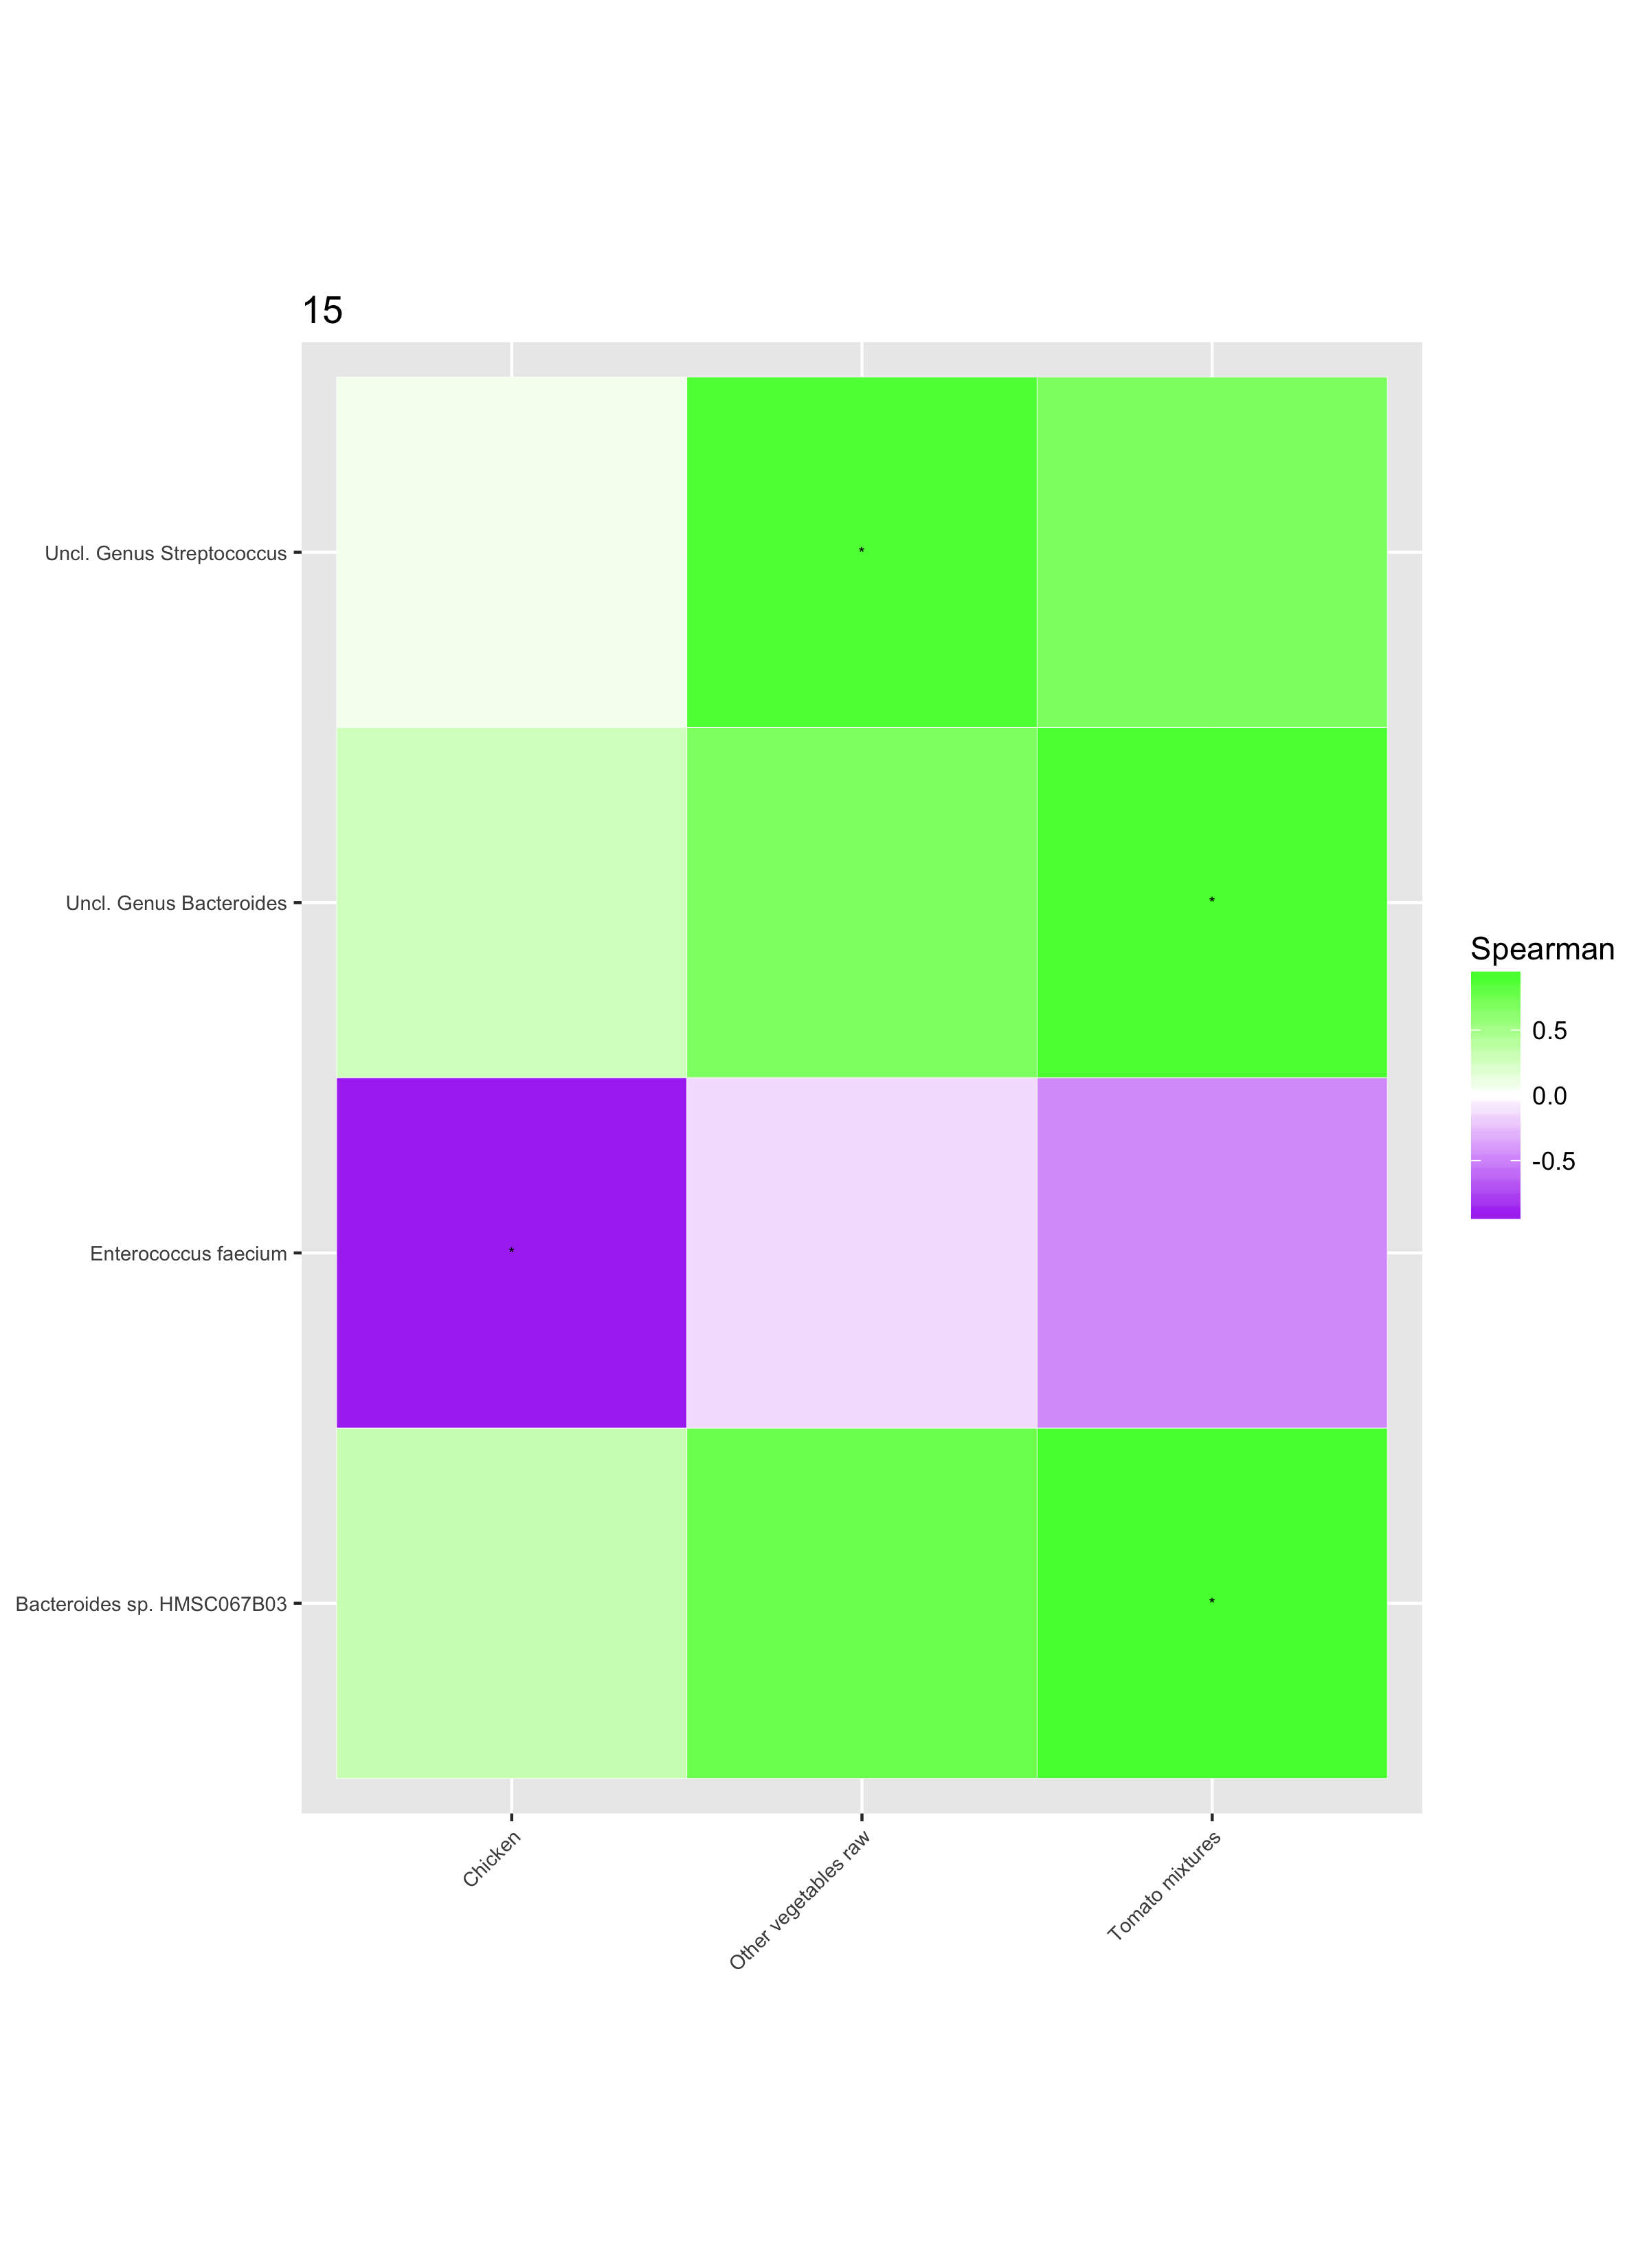 15
Uncl. Genus Streptococcus
*
Uncl. Genus Bacteroides
*
Enterococcus faecium
*
Bacteroides sp. HMSC067B03
*
Chicken
Other vegetables raw
Tomato mixtures
Spearman
0.5
0.0
-0.5